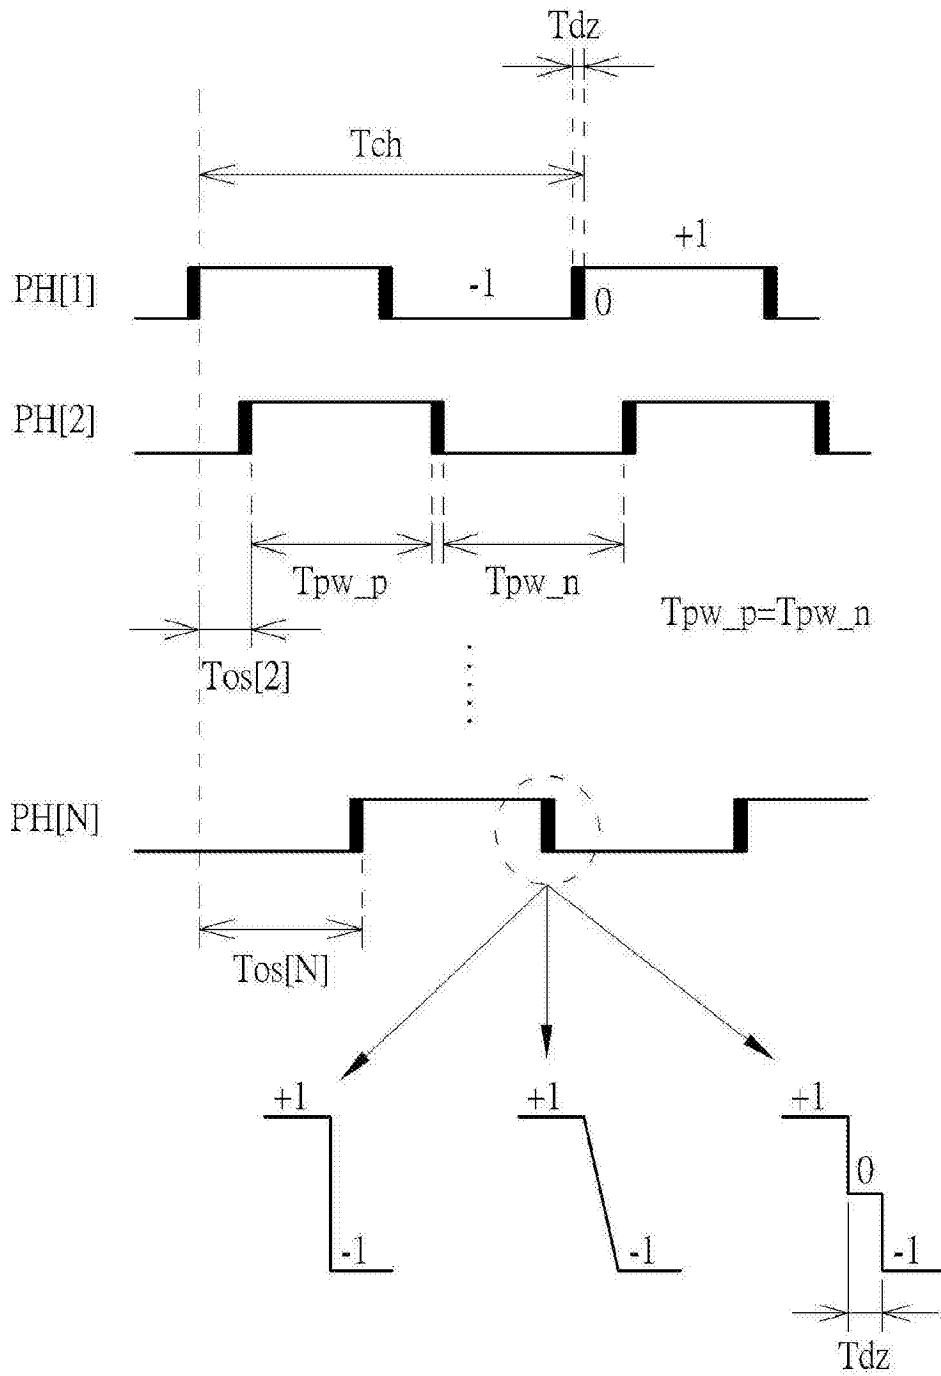 Tdz
Tch
+1
PH[1]
-1
0
PH[2]
Tpw_p
Tpw_n
Tpw_p=Tpw_n
Tos[2]
PH[N]
Tos[N]
+1
+1
+1
0
-1
-1
-1
Tdz